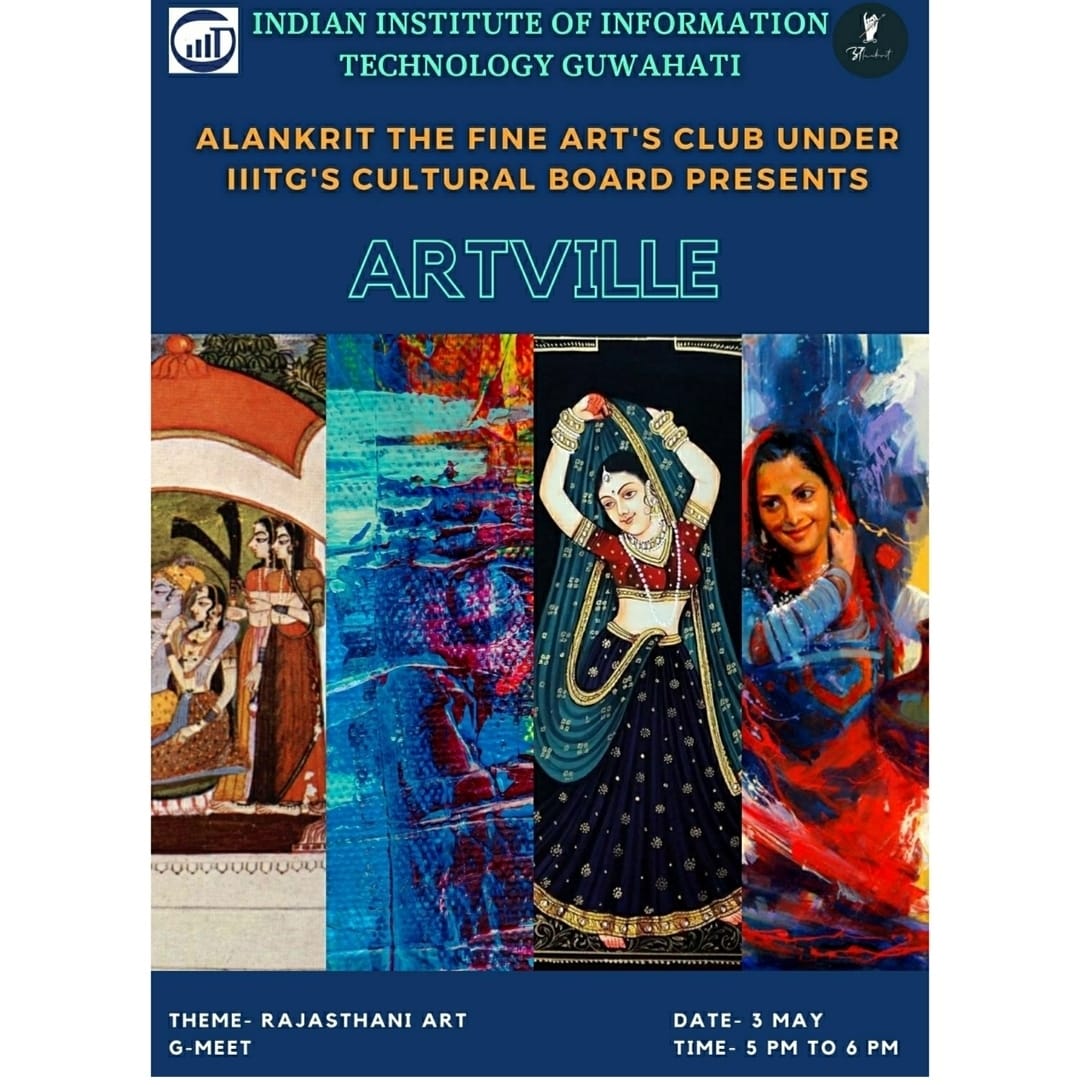 INDIAN INSTITUTE OF INFORMATION
TECHNOLOGY GUWAHATI
ALANKRIT THE FINE ART'S CLUB UNDER
IIITG'S CULTURAL BOARD PRESENTS
ARTVILLE
THEME- RAJASTHANI ART
G-MEET
DATE- 3 MAY
TIME- 5 PM TO 6 PM